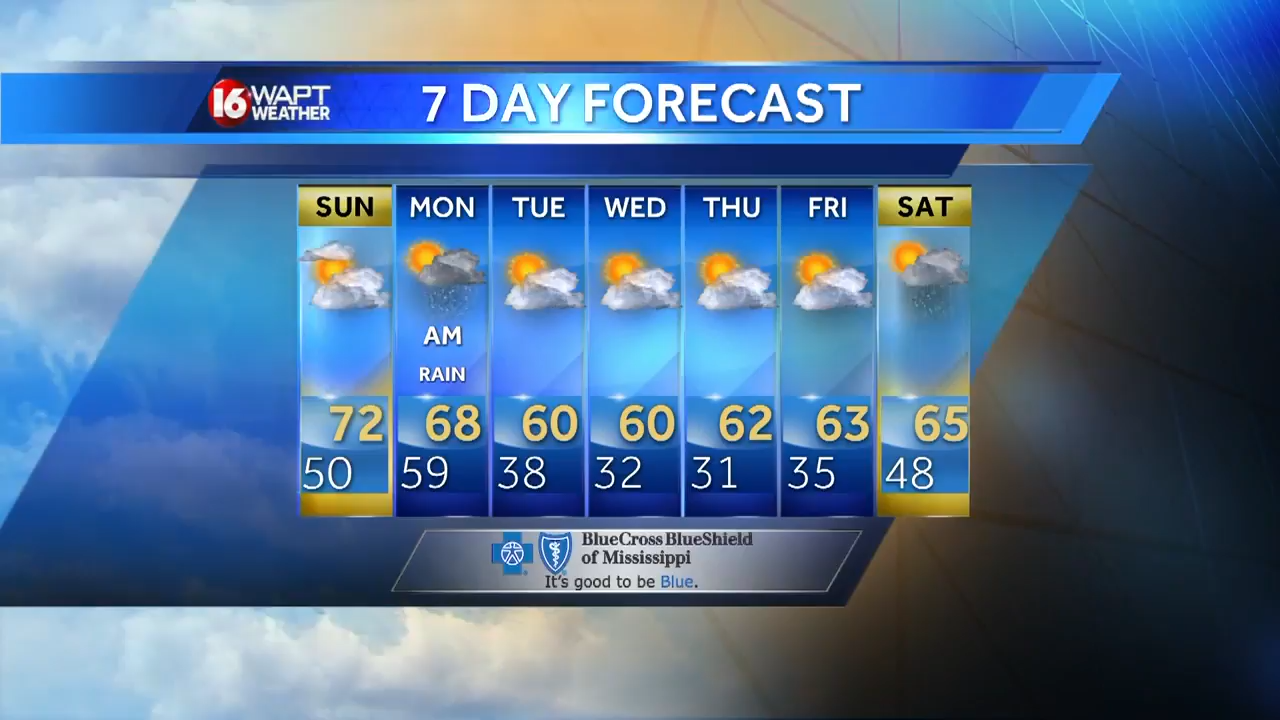 16 WAPT
WEATHER
7 DAY FORECAST
SUN MON TUE WED THU FRI SAT
AM
RAIN
72 68 60 60 62 63 65
50 59 38 32 31 35 48
BlueCross BlueShield
of Mississippi
It's good to be Blue.